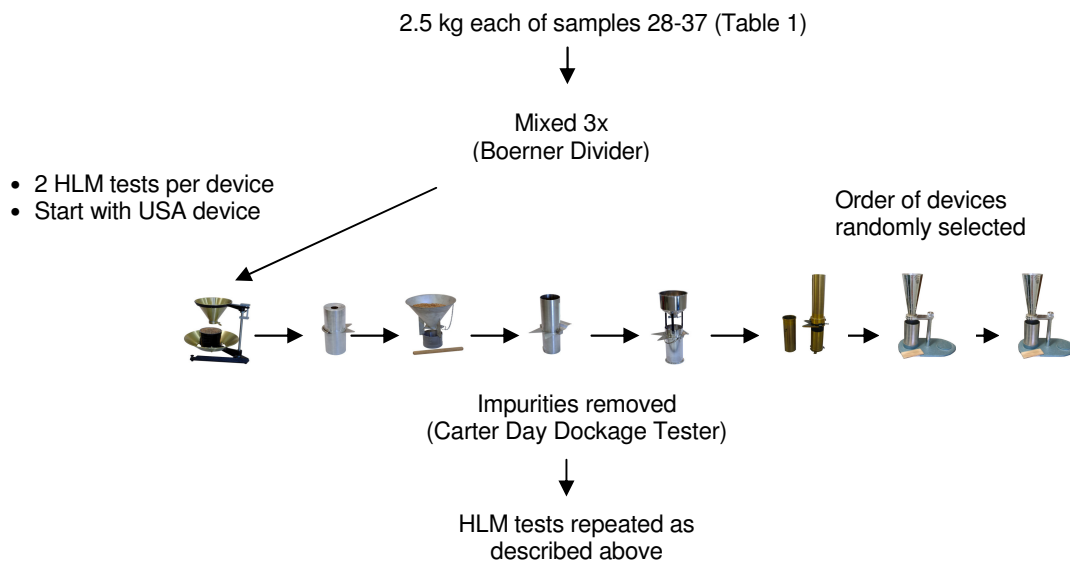 2.5 kg each of samples 28-37 (Table 1)
Mixed 3x
(Boerner Divider)
• 2 HLM tests per device
• Start with USA device
Order of devices
randomly selected
Impurities removed
(Carter Day Dockage Tester)
HLM tests repeated as
described above